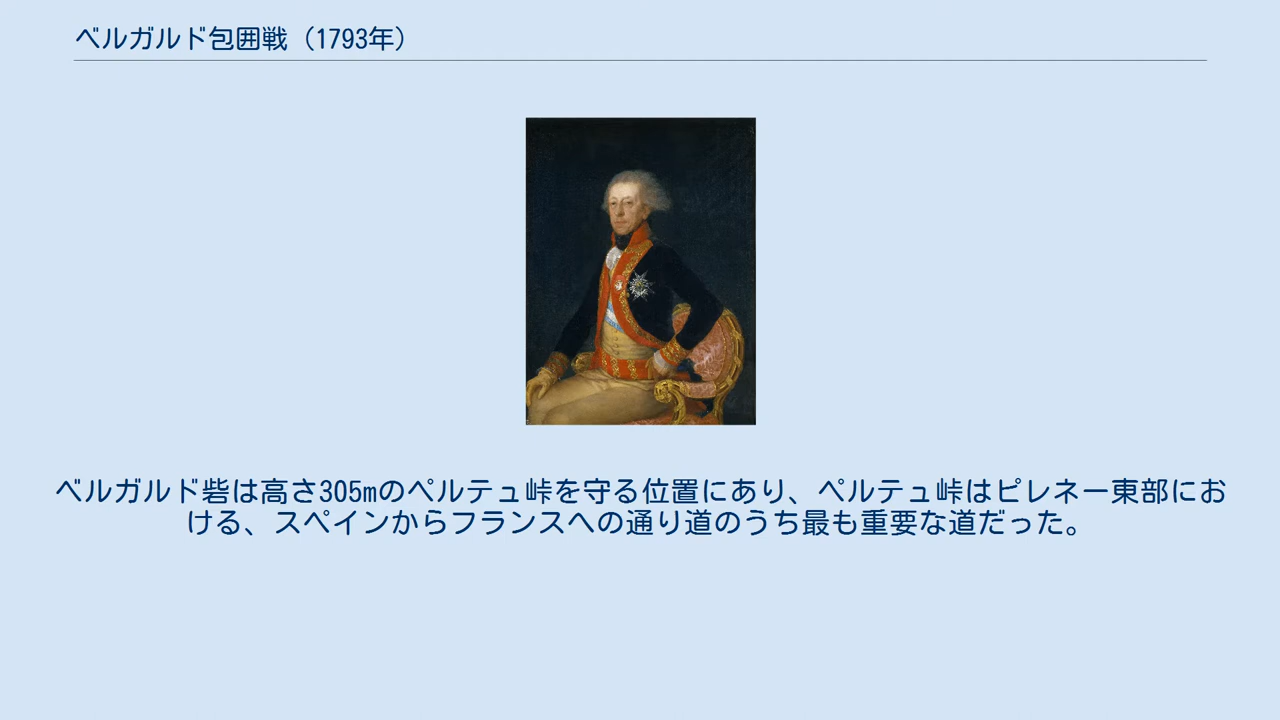 ベルガルド包囲戦（1793年）
ベルガルド砦は高さ305mのペルテュ峠を守る位置にあり、ペルテュ峠はピレネー東部にお
ける、スペインからフランスへの通り道のうち最も重要な道だった。